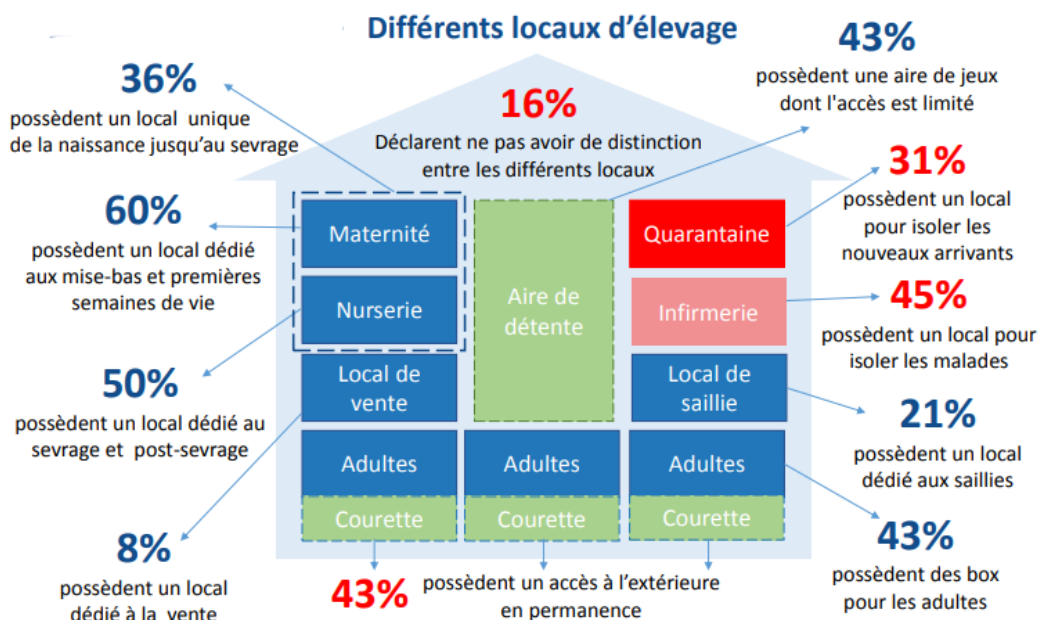 Différents locaux d'élevage
36%
possèdent un local unique
de la naissance jusqu'au sevrage
16%
Déclarent ne pas avoir de distinction
entre les différents locaux
43%
possèdent une aire de jeux
dont l'accès est limité
60%
possèdent un local dédié
aux mise-bas et premières
semaines de vie
31%
possèdent un local
pour isoler les
nouveaux arrivants
Maternité
Nurserie
Aire de
détente
Quarantaine
Infirmerie
45%
possèdent un local pour
isoler les malades
50%
possèdent un local dédié au
sevrage et post-sevrage
Local de
vente
Local de
saillie
21%
possèdent un local
dédié aux saillies
Adultes
Adultes
Adultes
Courette
Courette
Courette
8%
possèdent un local
dédié à la vente
43%
possèdent un accès à l'extérieure
en permanence
43%
possèdent des box
pour les adultes